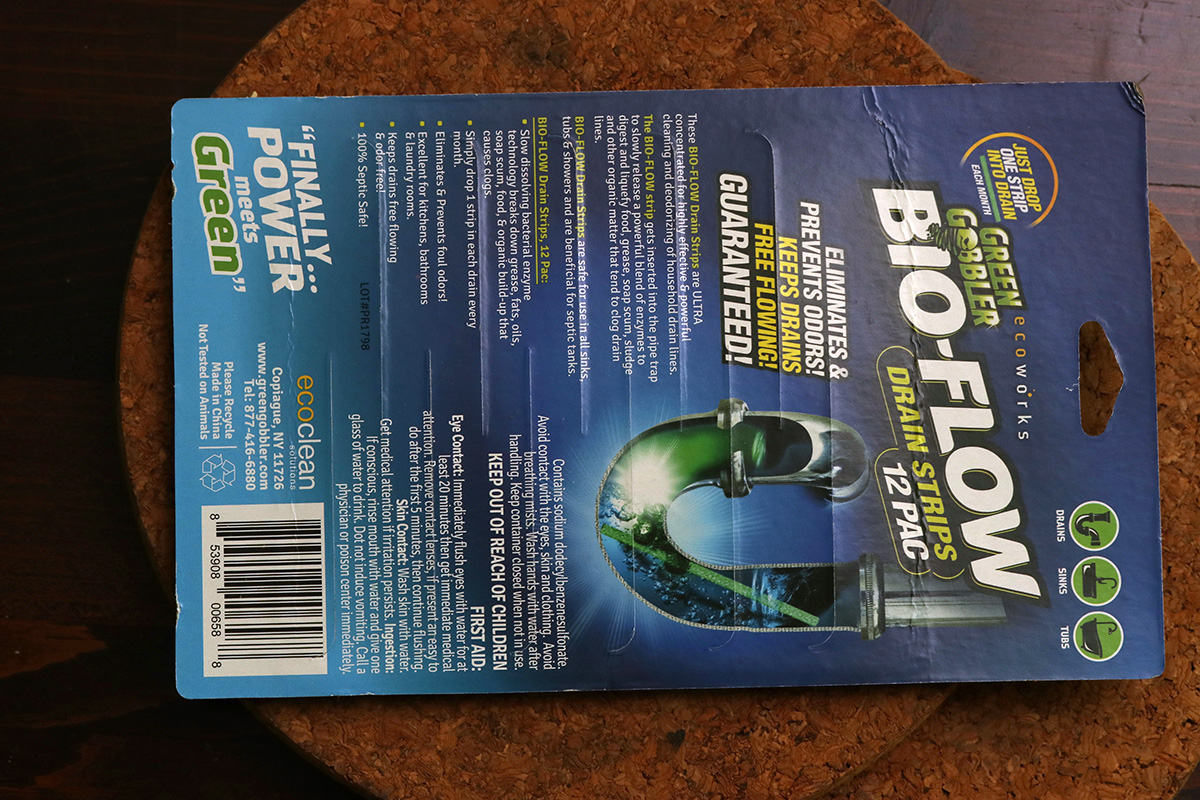 JUST DROP
ONE STRIP
INTO DRAIN
EACH MONTH
ecoworks
GREEN
GOBBLER
BIO-FLOW
DRAIN STRIPS
12 PAC
DRAINS
SINKS
TUBS
ELIMINATES &
PREVENTS ODORS!
KEEPS DRAINS
FREE FLOWING!
GUARANTEED!
These BIO-FLOW Drain Strips are ULTRA
concentrated for highly effective & powerful
cleaning and deodorizing of household drain lines.
The BIO-FLOW strip gets inserted into the pipe trap
to slowly release a powerful blend of enzymes to
digest and liquefy food, grease, soap scum, sludge
and other organic matter that tend to clog drain
lines.
BIO-FLOW Drain Strips are safe for use in all sinks,
tubs & showers and are beneficial for septic tanks.
BIO-FLOW Drain Strips, 12 Pac:
• Slow dissolving bacterial enzyme
technology breaks down grease, fats, oils,
soap scum, food, & organic build-up that
causes clogs.
• Simply drop 1 strip in each drain every
month.
• Eliminates & Prevents foul odors!
• Excellent for kitchens, bathrooms
& laundry rooms.
• Keeps drains free flowing
& odor free!
• 100% Septic Safe!
LOT#PR1798
Contains sodium dodecylbenzenesulfonate.
Avoid contact with the eyes, skin and clothing. Avoid
breathing mists. Wash hands with water after
handling. Keep container closed when not in use.
KEEP OUT OF REACH OF CHILDREN
FIRST AID:
Eye Contact: Immediately flush eyes with water for at
least 20 minutes then get immediate medical
attention. Remove contact lenses, if present an easy to
do after the first 5 minutes, then continue flushing.
Skin Contact: Wash skin with water.
Get medical attention if irritation persists. Ingestion:
If conscious, rinse mouth with water and give one
glass of water to drink. Dot not induce vomiting. Call a
physician or poison center immediately.
"FINALLY...
POWER
meets
Green"
ecoclean
solutions
Copiague, NY 11726
www.greengobbler.com
Tel: 877-416-6880
Please Recycle
Made in China
Not Tested on Animals
8 53908 00658 8